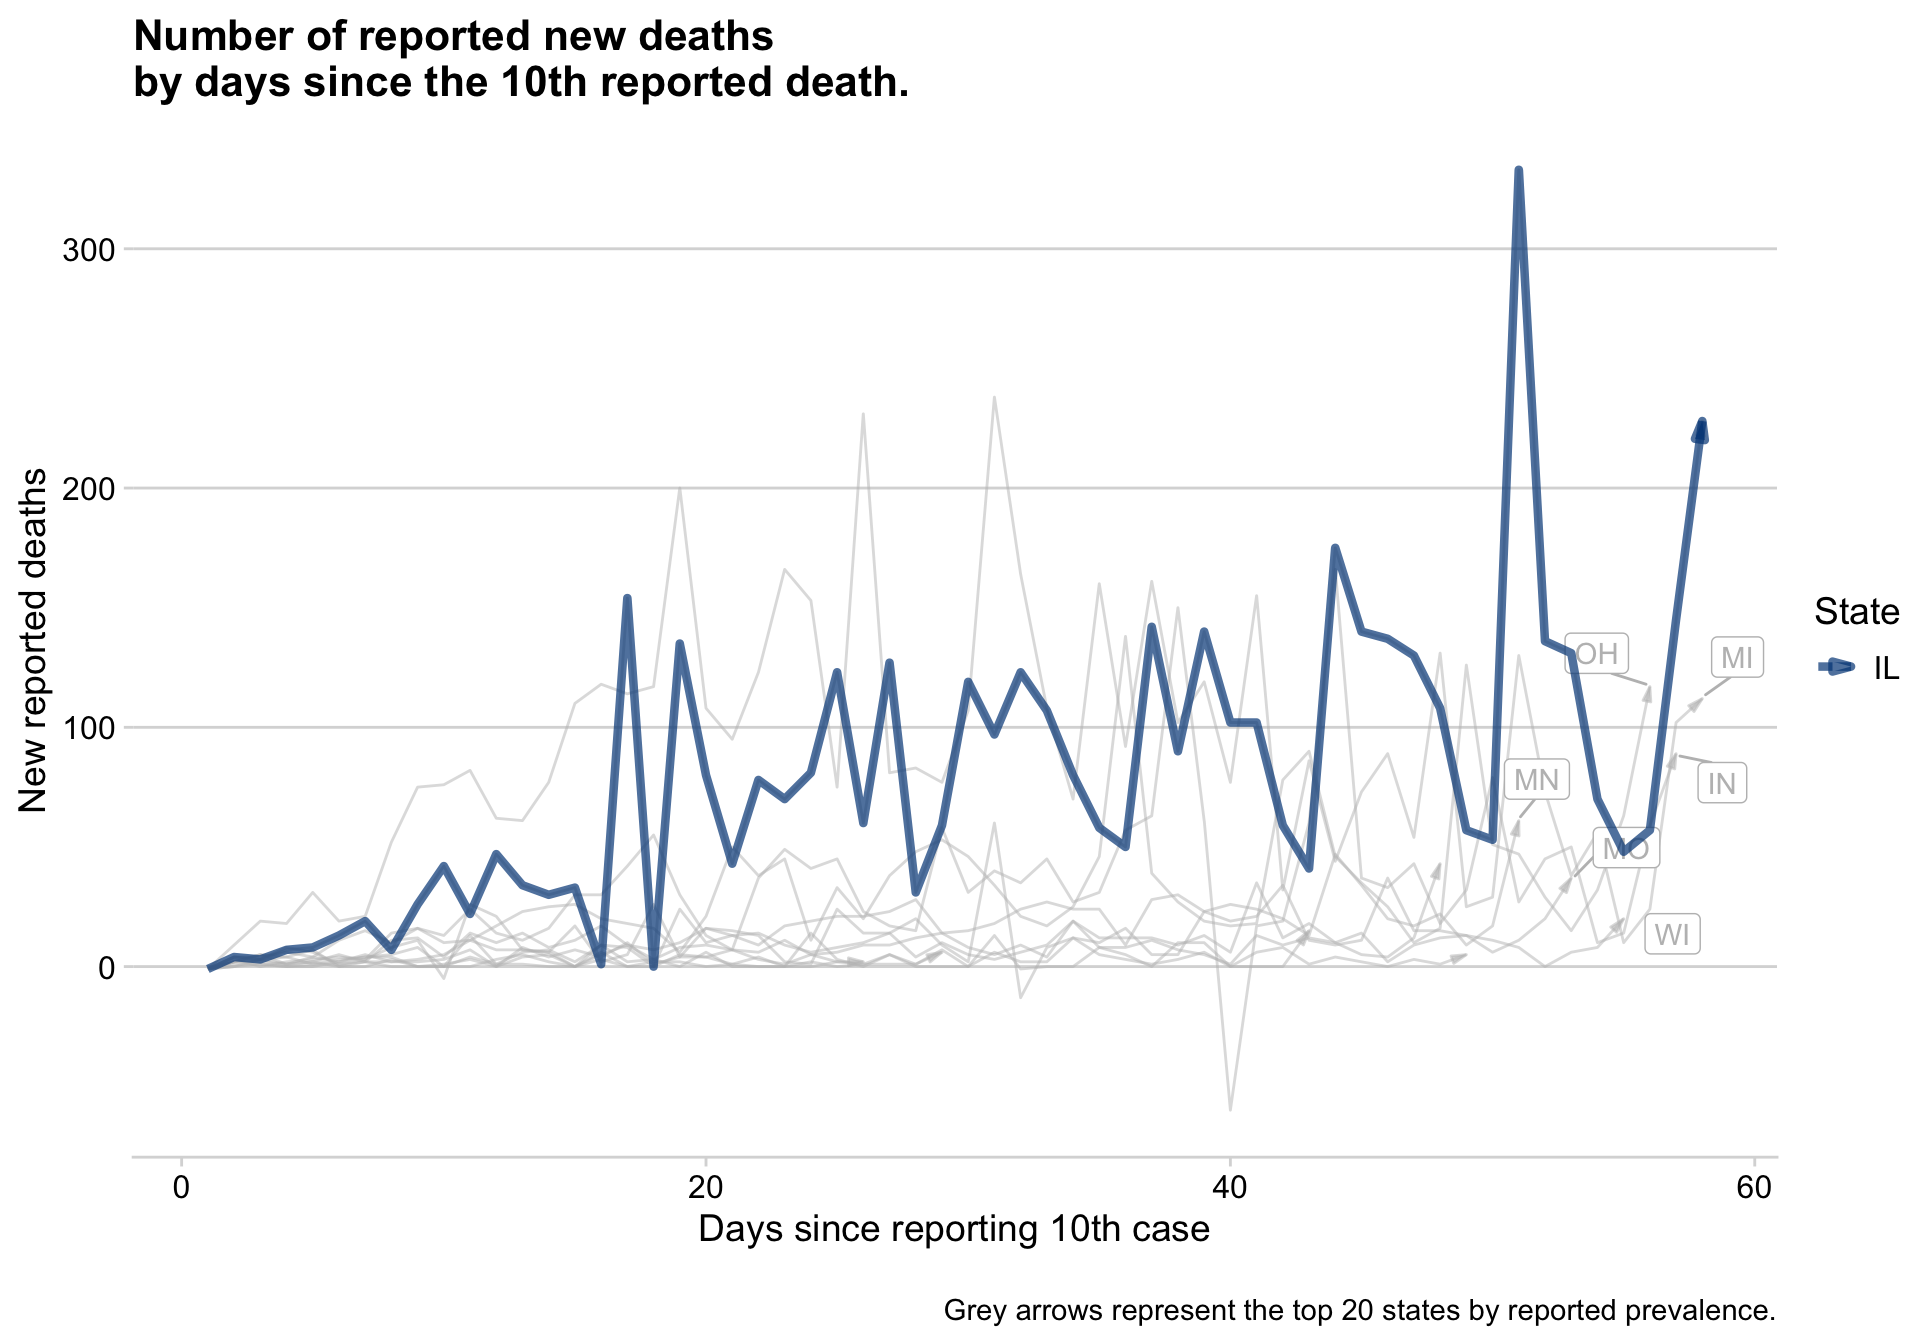 Number of reported new deaths
by days since the 10th reported death.
New reported deaths
300
200
100
0
OH
MI
MN
IN
MO
WI
State
IL
0
20
40
60
Days since reporting 10th case
Grey arrows represent the top 20 states by reported prevalence.